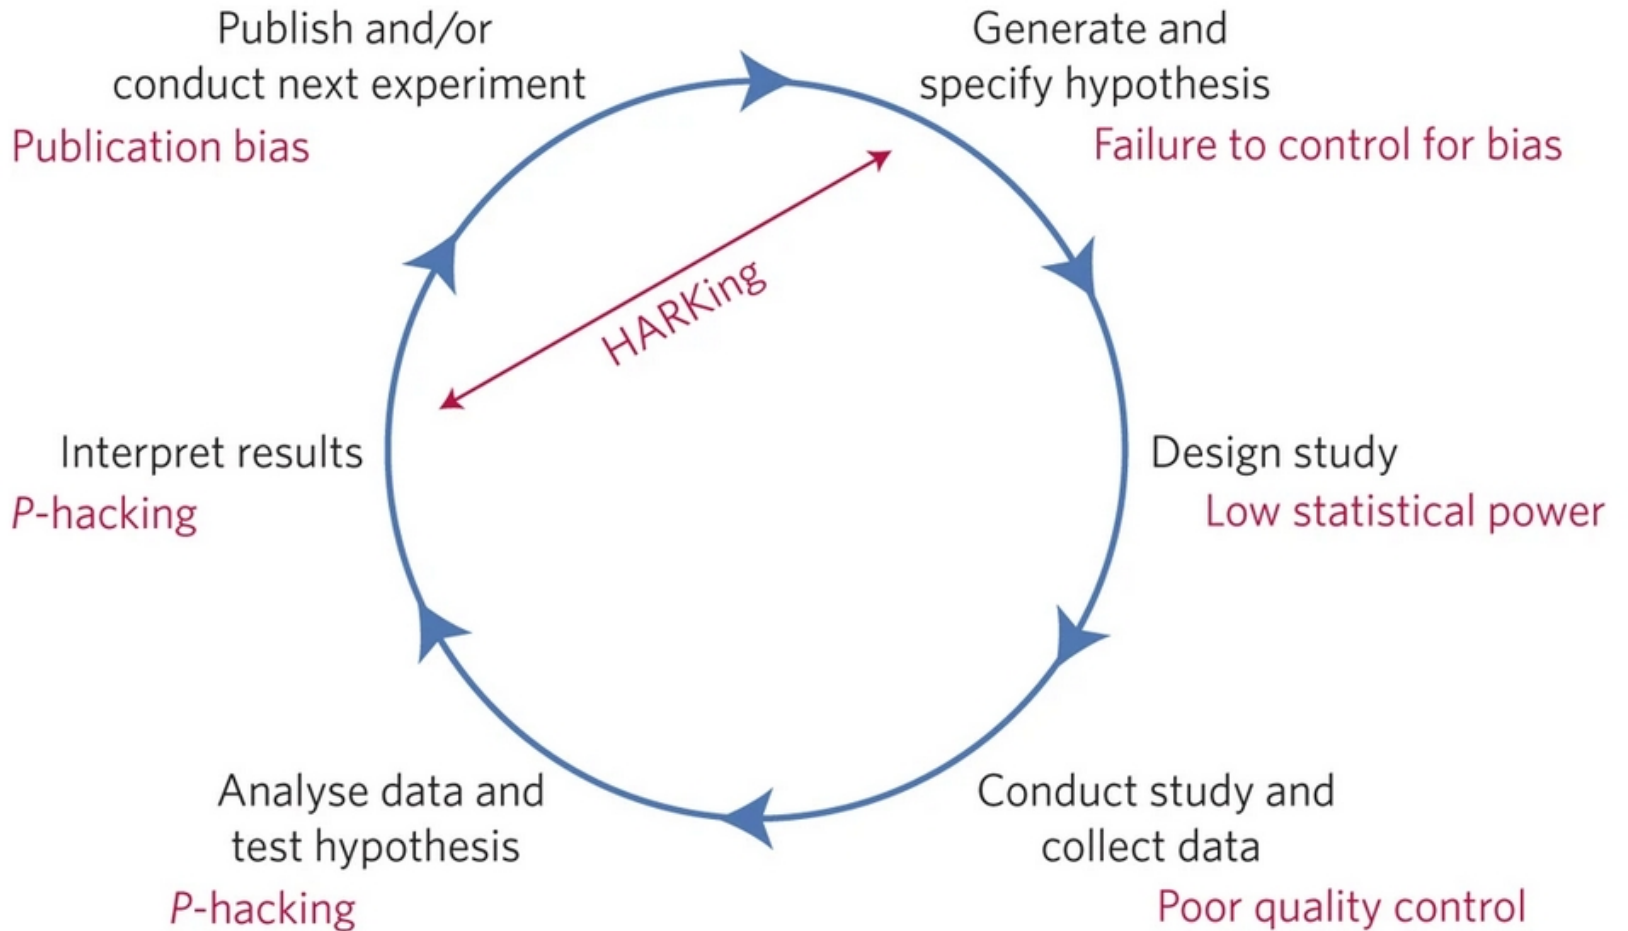 Publish and/or
conduct next experiment
Publication bias
Generate and
specify hypothesis
Failure to control for bias
HARKing
Interpret results
P-hacking
Design study
Low statistical power
Analyse data and
test hypothesis
P-hacking
Conduct study and
collect data
Poor quality control